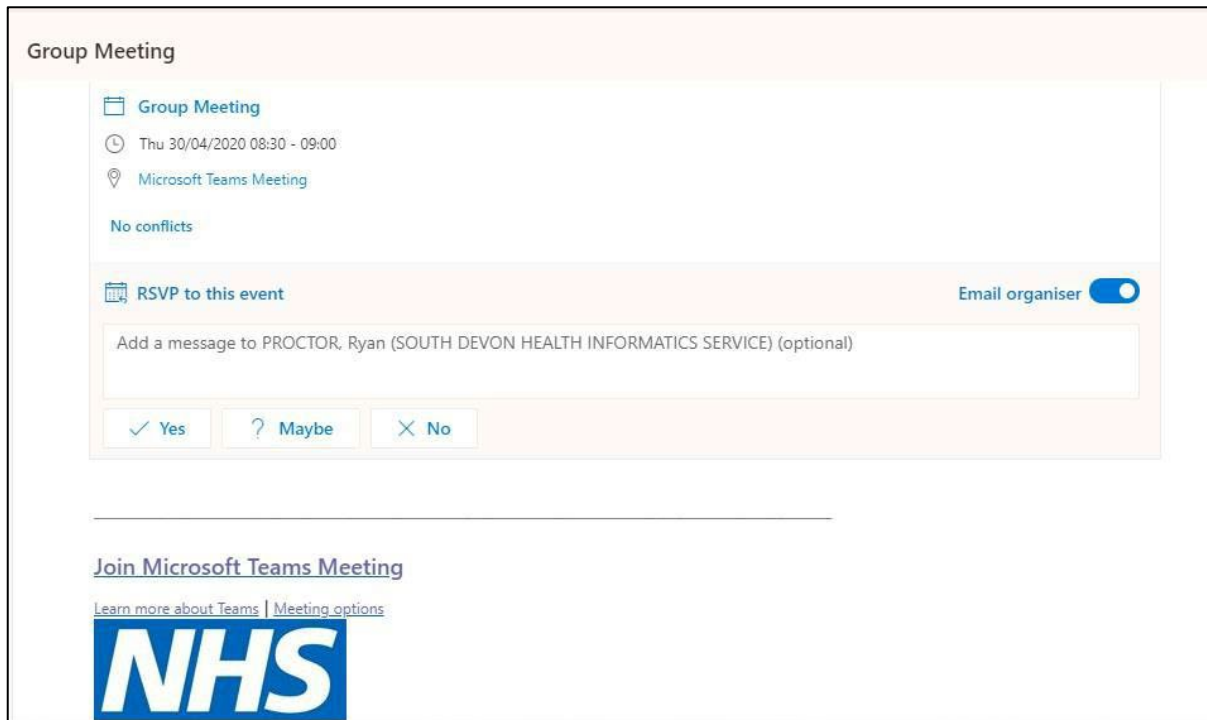 Group Meeting
Group Meeting
Thu 30/04/2020 08:30 - 09:00
Microsoft Teams Meeting
No conflicts
RSVP to this event Email organiser
Add a message to PROCTOR, Ryan (SOUTH DEVON HEALTH INFORMATICS SERVICE) (optional)
Yes ? Maybe No
Join Microsoft Teams Meeting
Learn more about Teams | Meeting options
NHS